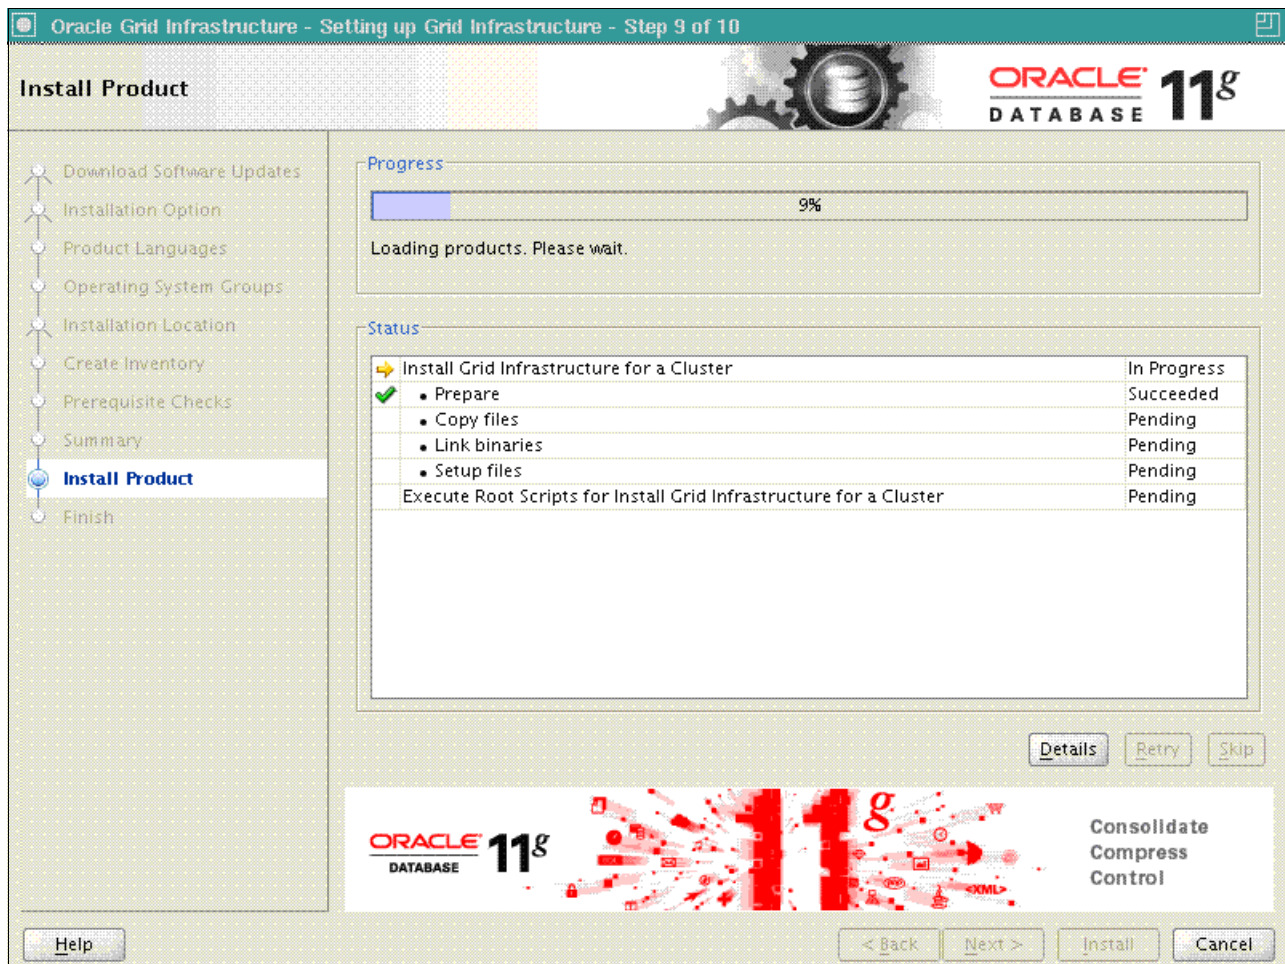 Oracle Grid Infrastructure - Setting up Grid Infrastructure - Step 9 of 10
Install Product
ORACLE DATABASE 11g
Download Software Updates
Installation Option
Product Languages
Operating System Groups
Installation Location
Create Inventory
Prerequisite Checks
Summary
Install Product
Finish
Progress
9%
Loading products. Please wait.
Status
Install Grid Infrastructure for a Cluster In Progress
• Prepare Succeeded
• Copy files Pending
• Link binaries Pending
• Setup files Pending
Execute Root Scripts for Install Grid Infrastructure for a Cluster Pending
Details Retry Skip
ORACLE DATABASE 11g
11g
<XML>
Consolidate
Compress
Control
Help < Back Next > Install Cancel